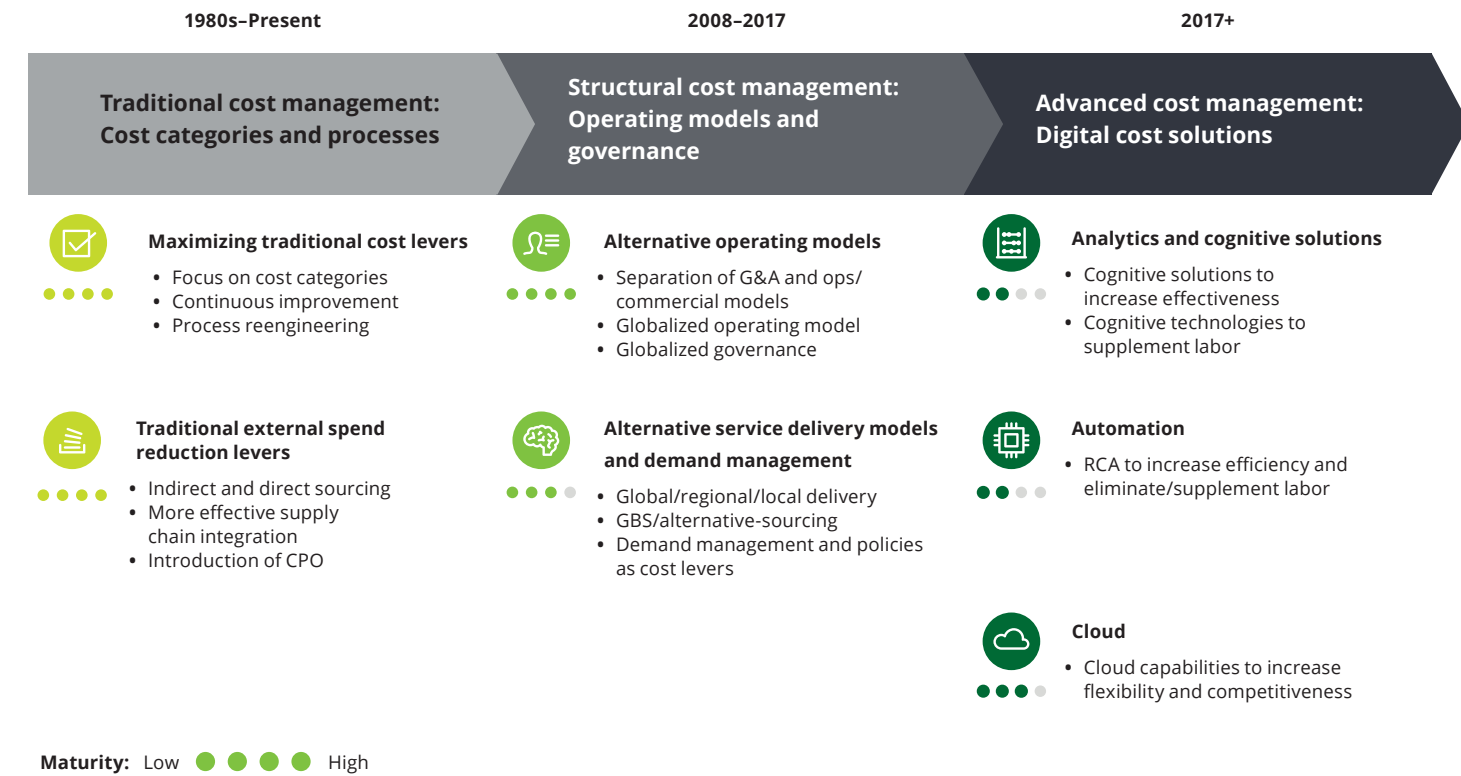 1980s–Present
2008–2017
2017+
Traditional cost management:
Cost categories and processes
Structural cost management:
Operating models and
governance
Advanced cost management:
Digital cost solutions
Maximizing traditional cost levers
• Focus on cost categories
• Continuous improvement
• Process reengineering
Traditional external spend
reduction levers
• Indirect and direct sourcing
• More effective supply
chain integration
• Introduction of CPO
Alternative operating models
• Separation of G&A and ops/
commercial models
• Globalized operating model
• Globalized governance
Alternative service delivery models
and demand management
• Global/regional/local delivery
• GBS/alternative-sourcing
• Demand management and policies
as cost levers
Analytics and cognitive solutions
• Cognitive solutions to
increase effectiveness
• Cognitive technologies to
supplement labor
Automation
• RCA to increase efficiency and
eliminate/supplement labor
Cloud
• Cloud capabilities to increase
flexibility and competitiveness
Maturity: Low High